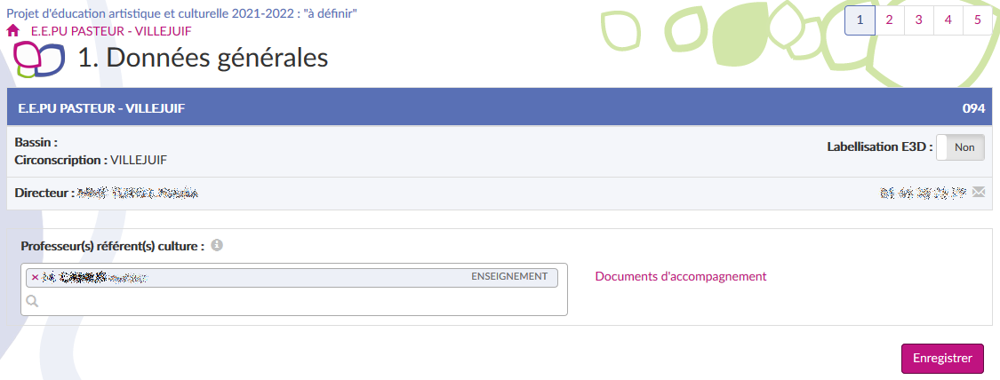 Projet d'éducation artistique et culturelle 2021-2022 : "à définir"
E.E.PU PASTEUR - VILLEJUIF
1 2 3 4 5
1. Données générales
E.E.PU PASTEUR - VILLEJUIF 094
Bassin :
Labellisation E3D : Non
Circonscription : VILLEJUIF
Directeur :
Professeur(s) référent(s) culture :
× ENSEIGNEMENT
Documents d'accompagnement
Enregistrer